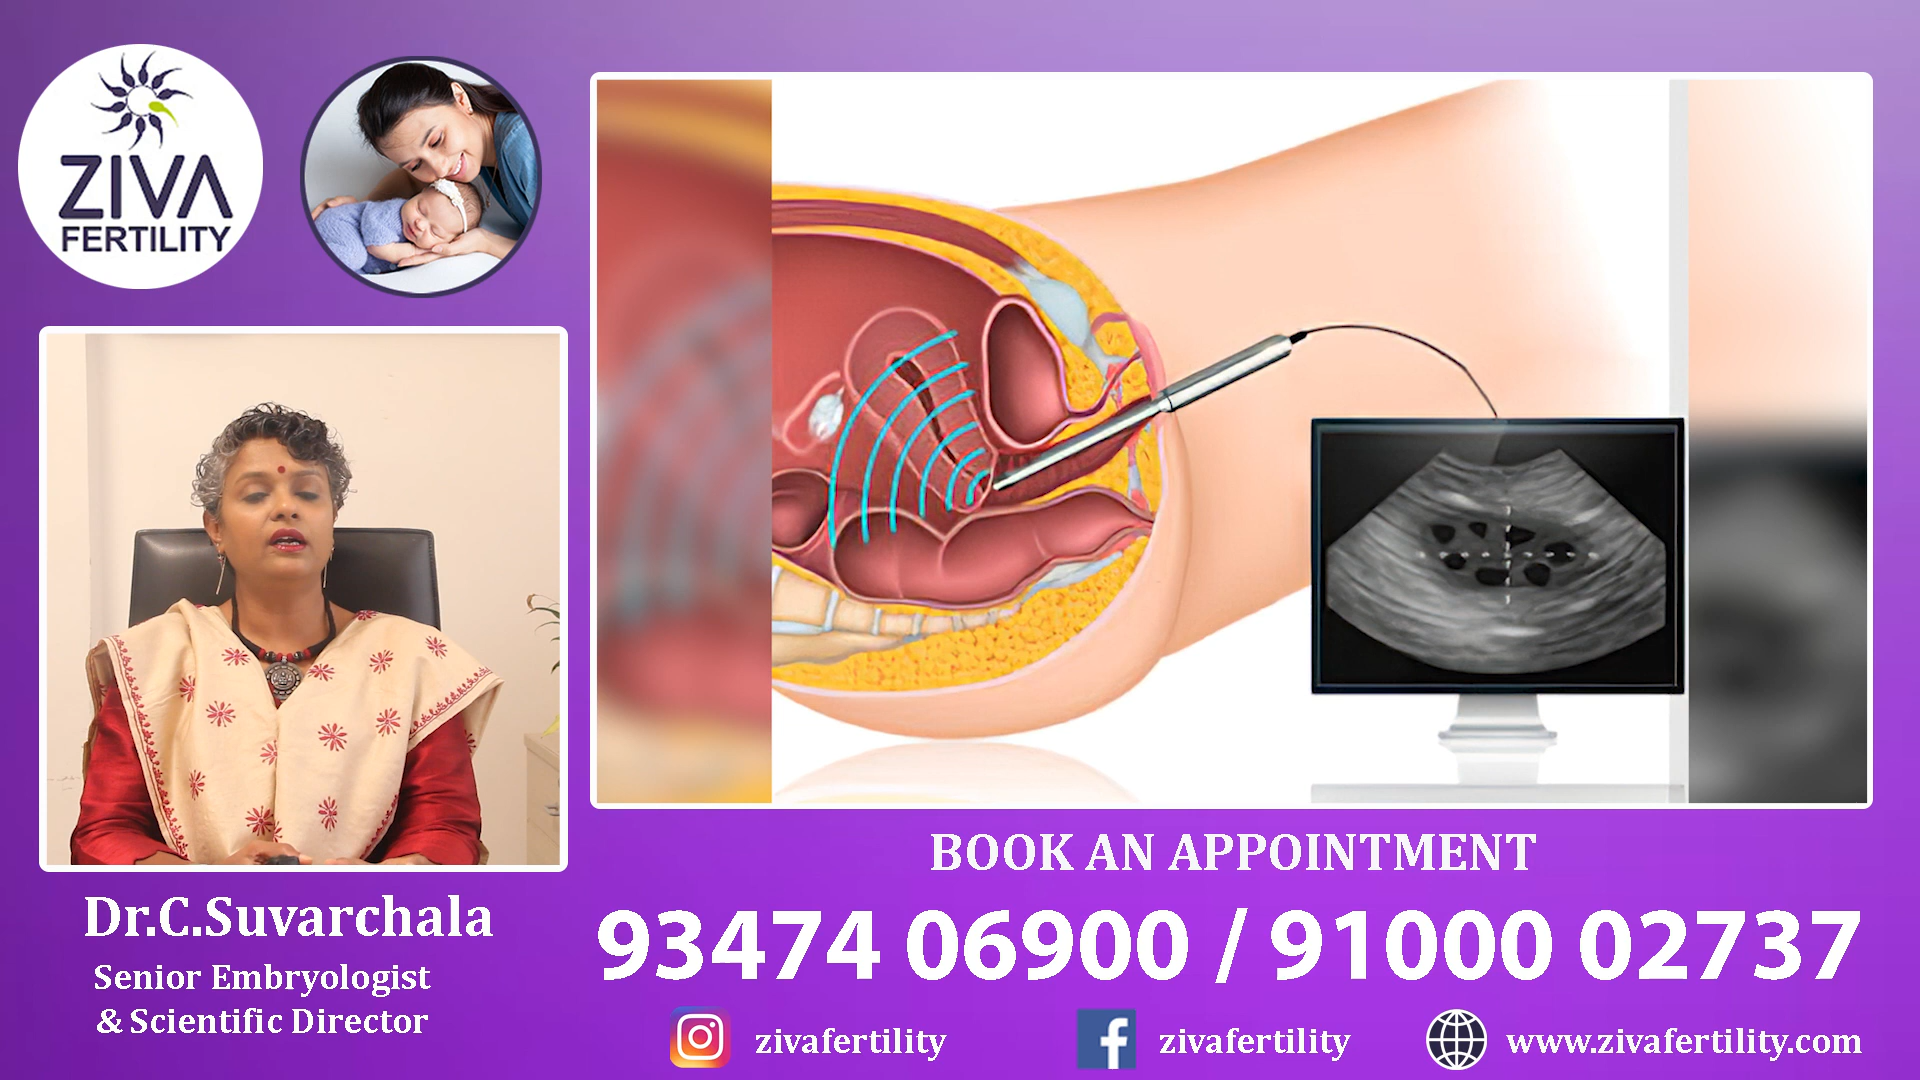 ZIVA
FERTILITY
BOOK AN APPOINTMENT
93474 06900 / 91000 02737
Dr.C.Suvarchala
Senior Embryologist
& Scientific Director
zivafertility
zivafertility
www.zivafertility.com